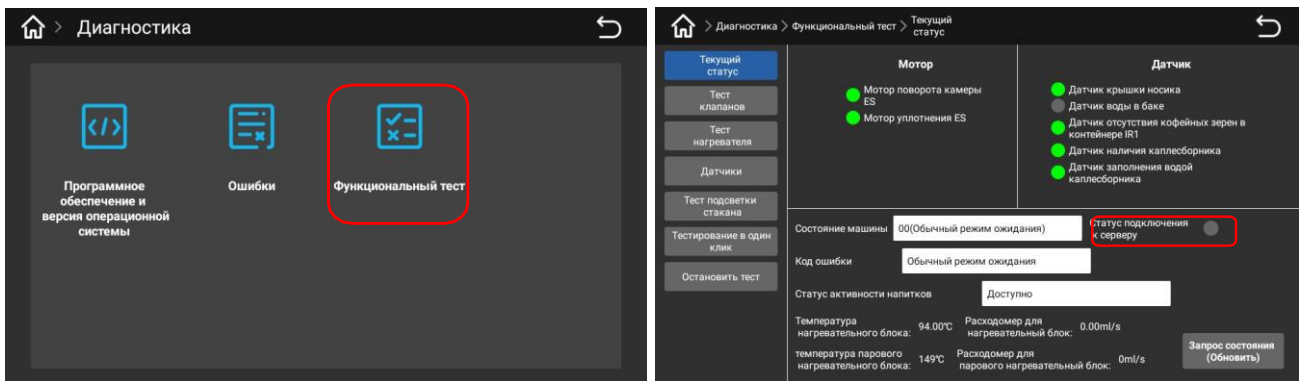 > Диагностика
</>
Программное
обеспечение и
версия операционной
системы
Ошибки
Функциональный тест
> Диагностика > Функциональный тест > Текущий
статус
Текущий
статус
Тест
клапанов
Тест
нагревателя
Датчики
Тест подсветки
стакана
Тестирование в один
клик
Остановить тест
Мотор
Мотор поворота камеры
ES
Мотор уплотнения ES
Датчик
Датчик крышки носика
Датчик воды в баке
Датчик отсутствия кофейных зерен в
контейнере IR1
Датчик наличия каплесборника
Датчик заполнения водой
каплесборника
Состояние машины 00(Обычный режим ожидания)
Статус подключения
к серверу
Код ошибки Обычный режим ожидания
Статус активности напитков Доступно
Температура
нагревательного блока: 94.00℃
Расходомер для
нагревательный блок: 0.00ml/s
температура парового
нагревательного блока: 149℃
Расходомер для
парового нагревательный блок: 0ml/s
Запрос состояния
(Обновить)